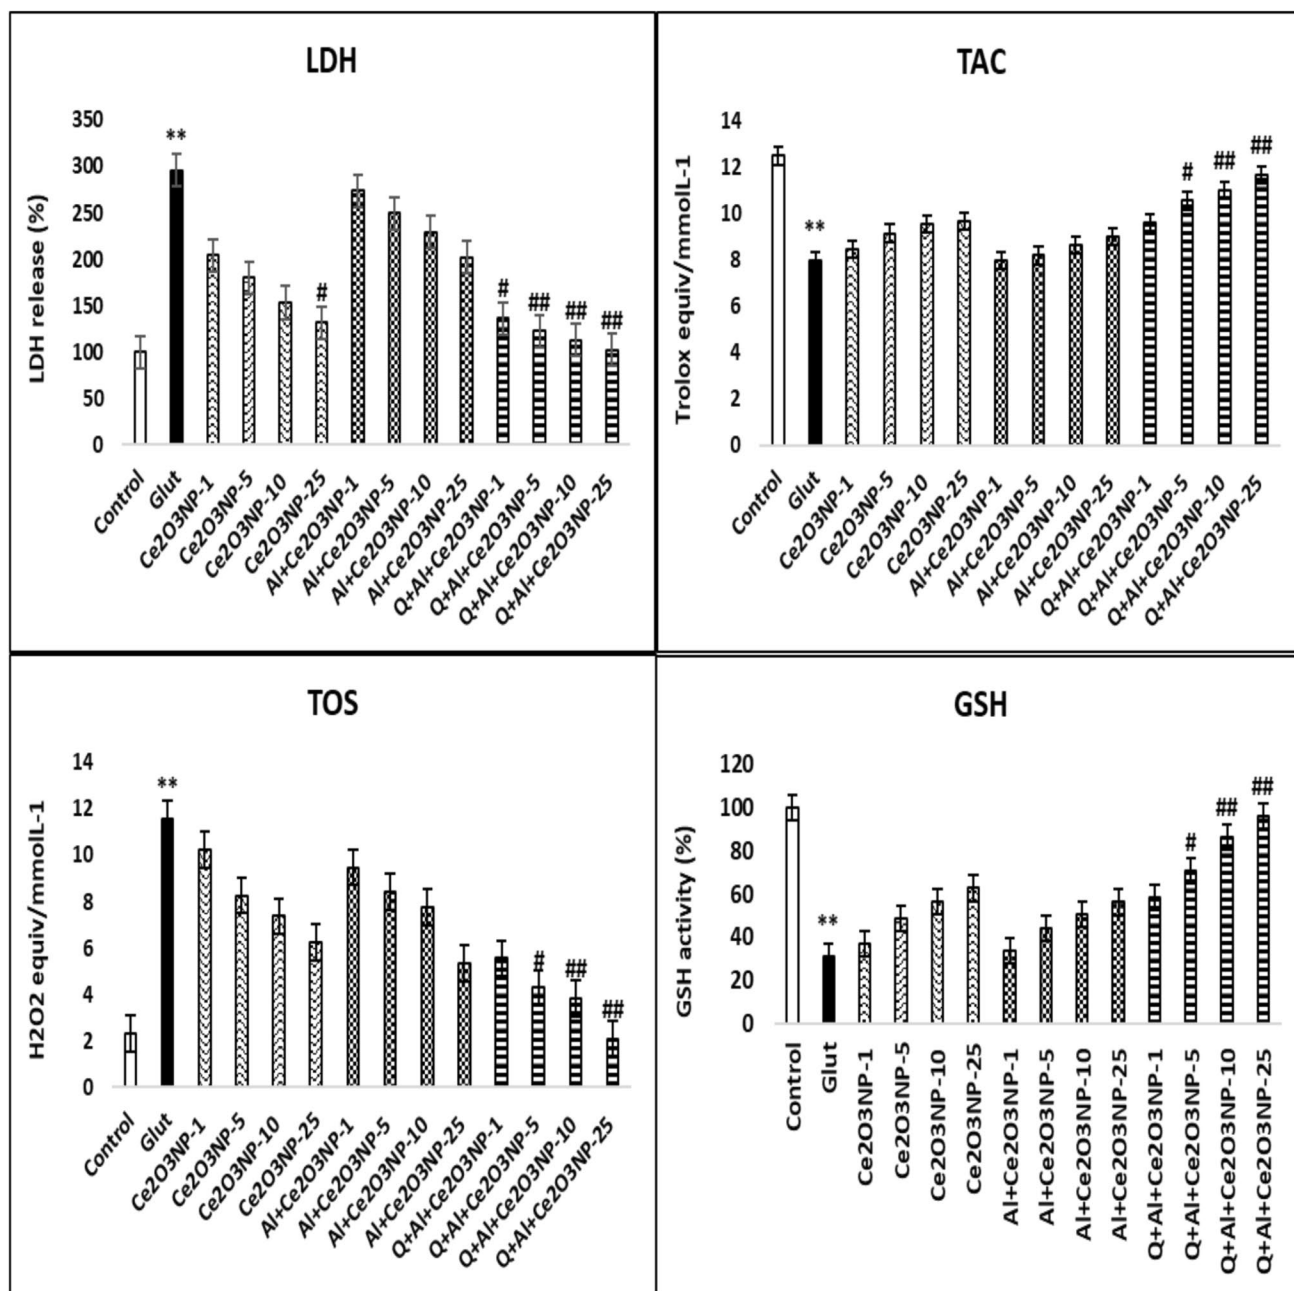 LDH
LDH release (%)
350
300
250
200
150
100
50
0
**
#
#
##
##
##
Control
Glut
Ce2O3NP-1
Ce2O3NP-5
Ce2O3NP-10
Ce2O3NP-25
Al+Ce2O3NP-1
Al+Ce2O3NP-5
Al+Ce2O3NP-10
Al+Ce2O3NP-25
Q+Al+Ce2O3NP-1
Q+Al+Ce2O3NP-5
Q+Al+Ce2O3NP-10
Q+Al+Ce2O3NP-25
TAC
Trolox equiv/mmolL-1
14
12
10
8
6
4
2
0
**
#
##
##
Control
Glut
Ce2O3NP-1
Ce2O3NP-5
Ce2O3NP-10
Ce2O3NP-25
Al+Ce2O3NP-1
Al+Ce2O3NP-5
Al+Ce2O3NP-10
Al+Ce2O3NP-25
Q+Al+Ce2O3NP-1
Q+Al+Ce2O3NP-5
Q+Al+Ce2O3NP-10
Q+Al+Ce2O3NP-25
TOS
H2O2 equiv/mmolL-1
14
12
10
8
6
4
2
0
**
#
##
##
Control
Glut
Ce2O3NP-1
Ce2O3NP-5
Ce2O3NP-10
Ce2O3NP-25
Al+Ce2O3NP-1
Al+Ce2O3NP-5
Al+Ce2O3NP-10
Al+Ce2O3NP-25
Q+Al+Ce2O3NP-1
Q+Al+Ce2O3NP-5
Q+Al+Ce2O3NP-10
Q+Al+Ce2O3NP-25
GSH
GSH activity (%)
120
100
80
60
40
20
0
**
#
##
##
Control
Glut
Ce2O3NP-1
Ce2O3NP-5
Ce2O3NP-10
Ce2O3NP-25
Al+Ce2O3NP-1
Al+Ce2O3NP-5
Al+Ce2O3NP-10
Al+Ce2O3NP-25
Q+Al+Ce2O3NP-1
Q+Al+Ce2O3NP-5
Q+Al+Ce2O3NP-10
Q+Al+Ce2O3NP-25